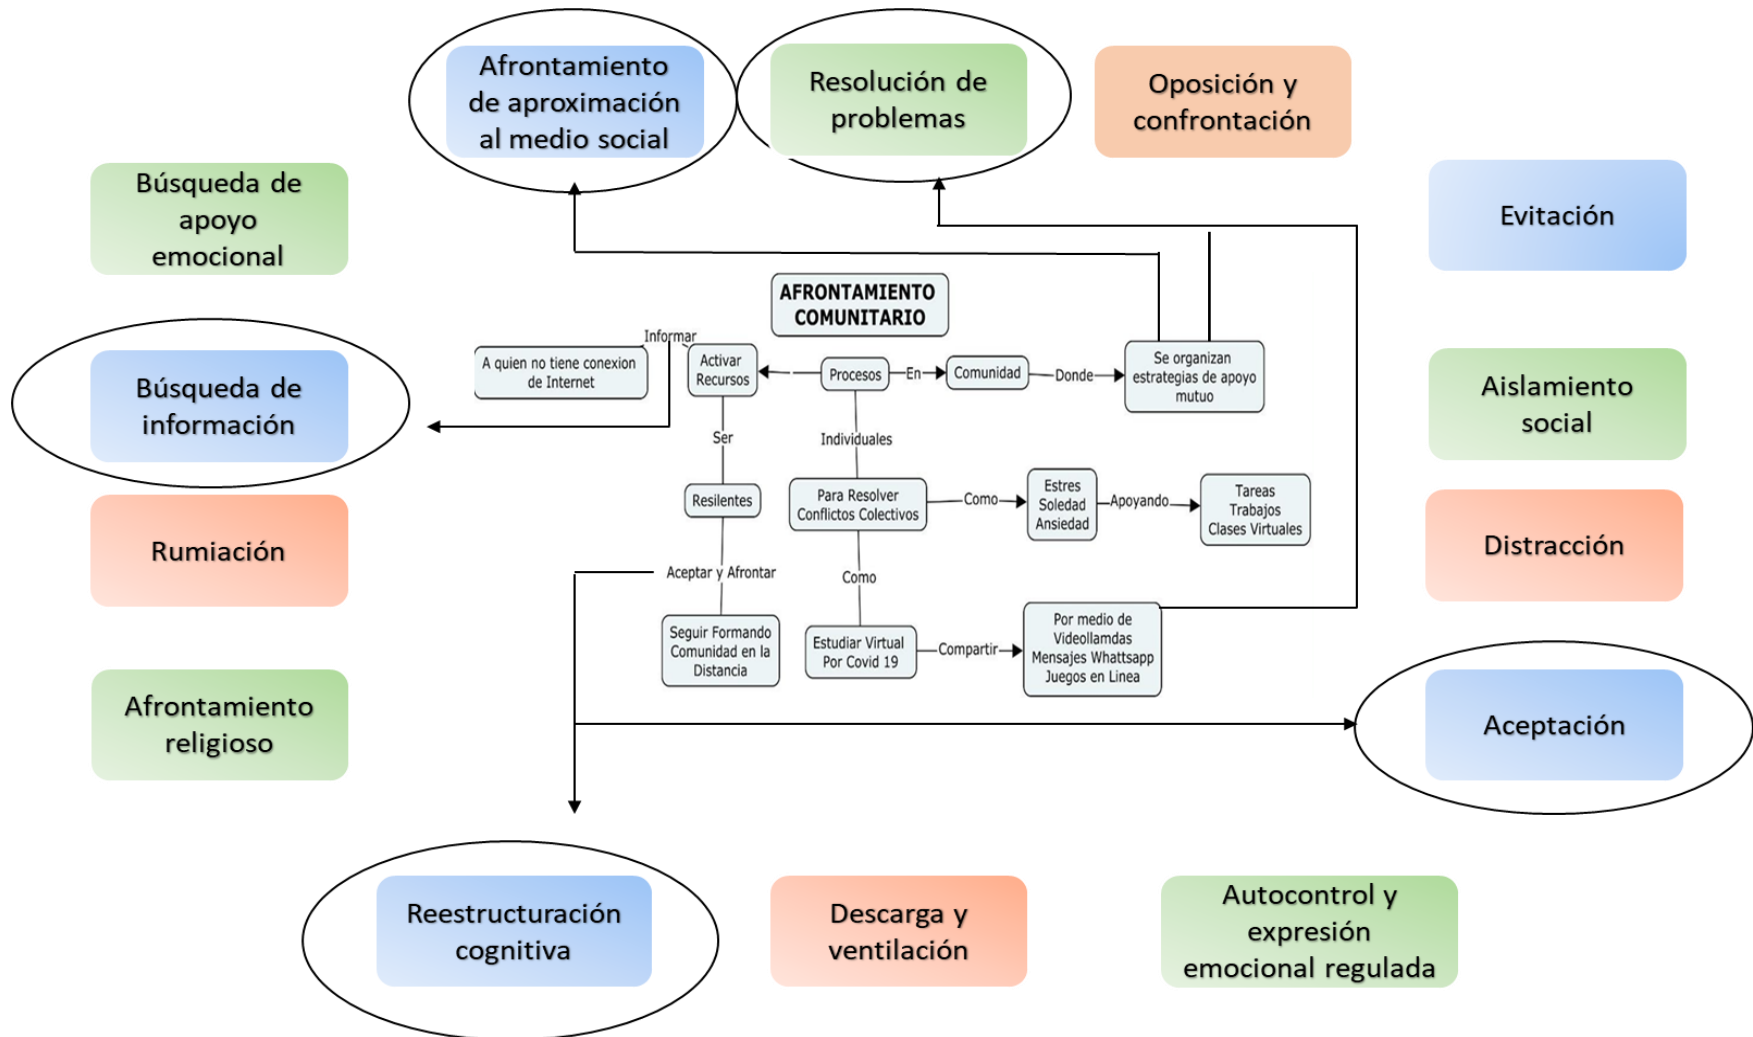 Afrontamiento
de aproximación
al medio social
Resolución de
problemas
Oposición y
confrontación
Búsqueda de
apoyo
emocional
Evitación
AFRONTAMIENTO
COMUNITARIO
Informar
A quien no tiene conexion
de Internet
Activar
Recursos
Procesos
En
Comunidad
Donde
Se organizan
estrategias de apoyo
mutuo
Búsqueda de
información
Aislamiento
social
Ser
Individuales
Resilentes
Para Resolver
Conflictos Colectivos
Como
Estres
Soledad
Ansiedad
Apoyando
Tareas
Trabajos
Clases Virtuales
Rumiación
Distracción
Aceptar y Afrontar
Como
Seguir Formando
Comunidad en la
Distancia
Estudiar Virtual
Por Covid 19
Compartir
Por medio de
Videollamdas
Mensajes Whattsapp
Juegos en Linea
Afrontamiento
religioso
Aceptación
Reestructuración
cognitiva
Descarga y
ventilación
Autocontrol y
expresión
emocional regulada